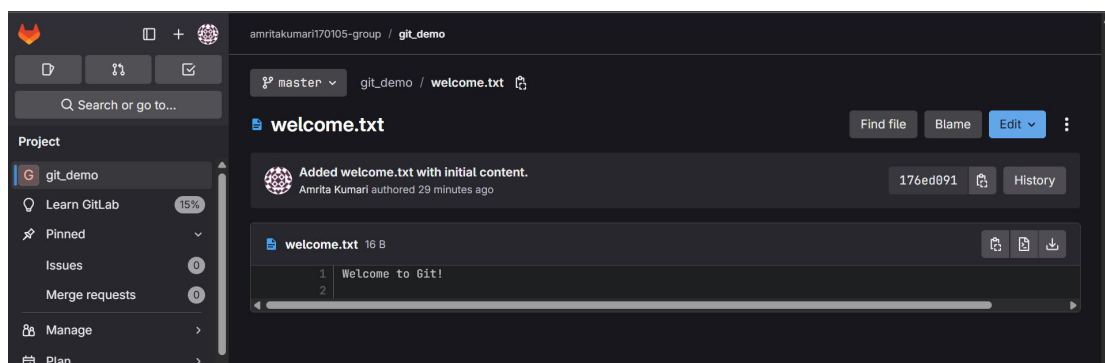 amritakumari170105-group / git_demo
Search or go to...
Project
G git_demo
Learn GitLab 15%
Pinned
Issues 0
Merge requests 0
Manage
Plan
master
git_demo / welcome.txt
welcome.txt
Find file Blame Edit
Added welcome.txt with initial content.
Amrita Kumari authored 29 minutes ago
176ed091 History
welcome.txt 16 B
1 Welcome to Git!
2